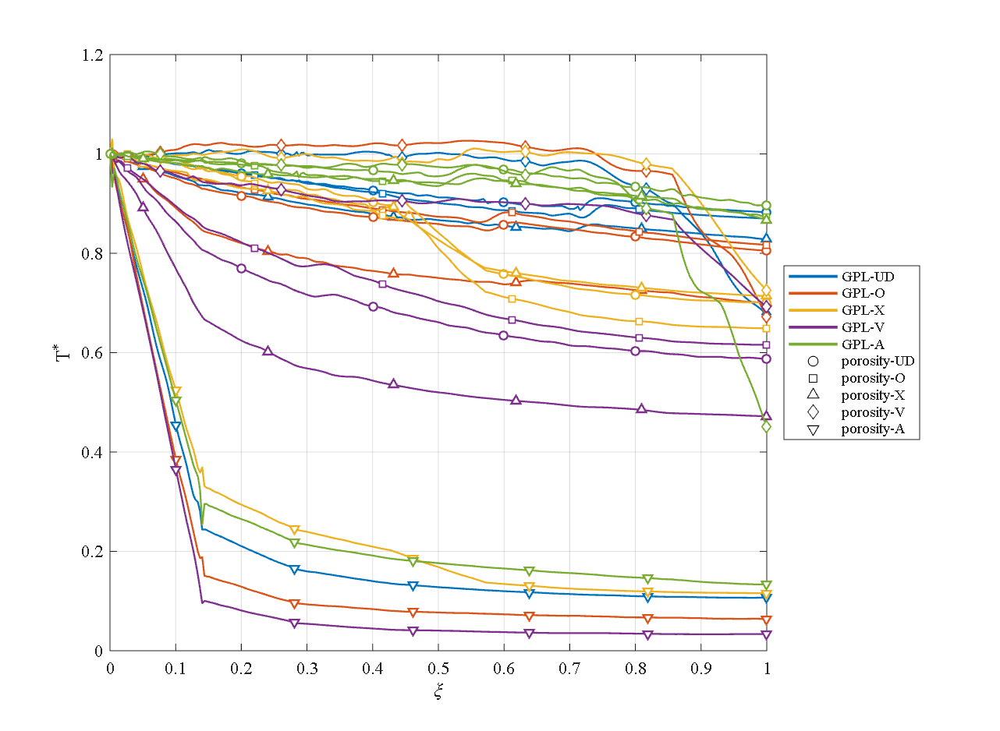 1.2
1
0.8
0.6
0.4
0.2
0
T*
0 0.1 0.2 0.3 0.4 0.5 0.6 0.7 0.8 0.9 1
ξ
GPL-UD
GPL-O
GPL-X
GPL-V
GPL-A
porosity-UD
porosity-O
porosity-X
porosity-V
porosity-A